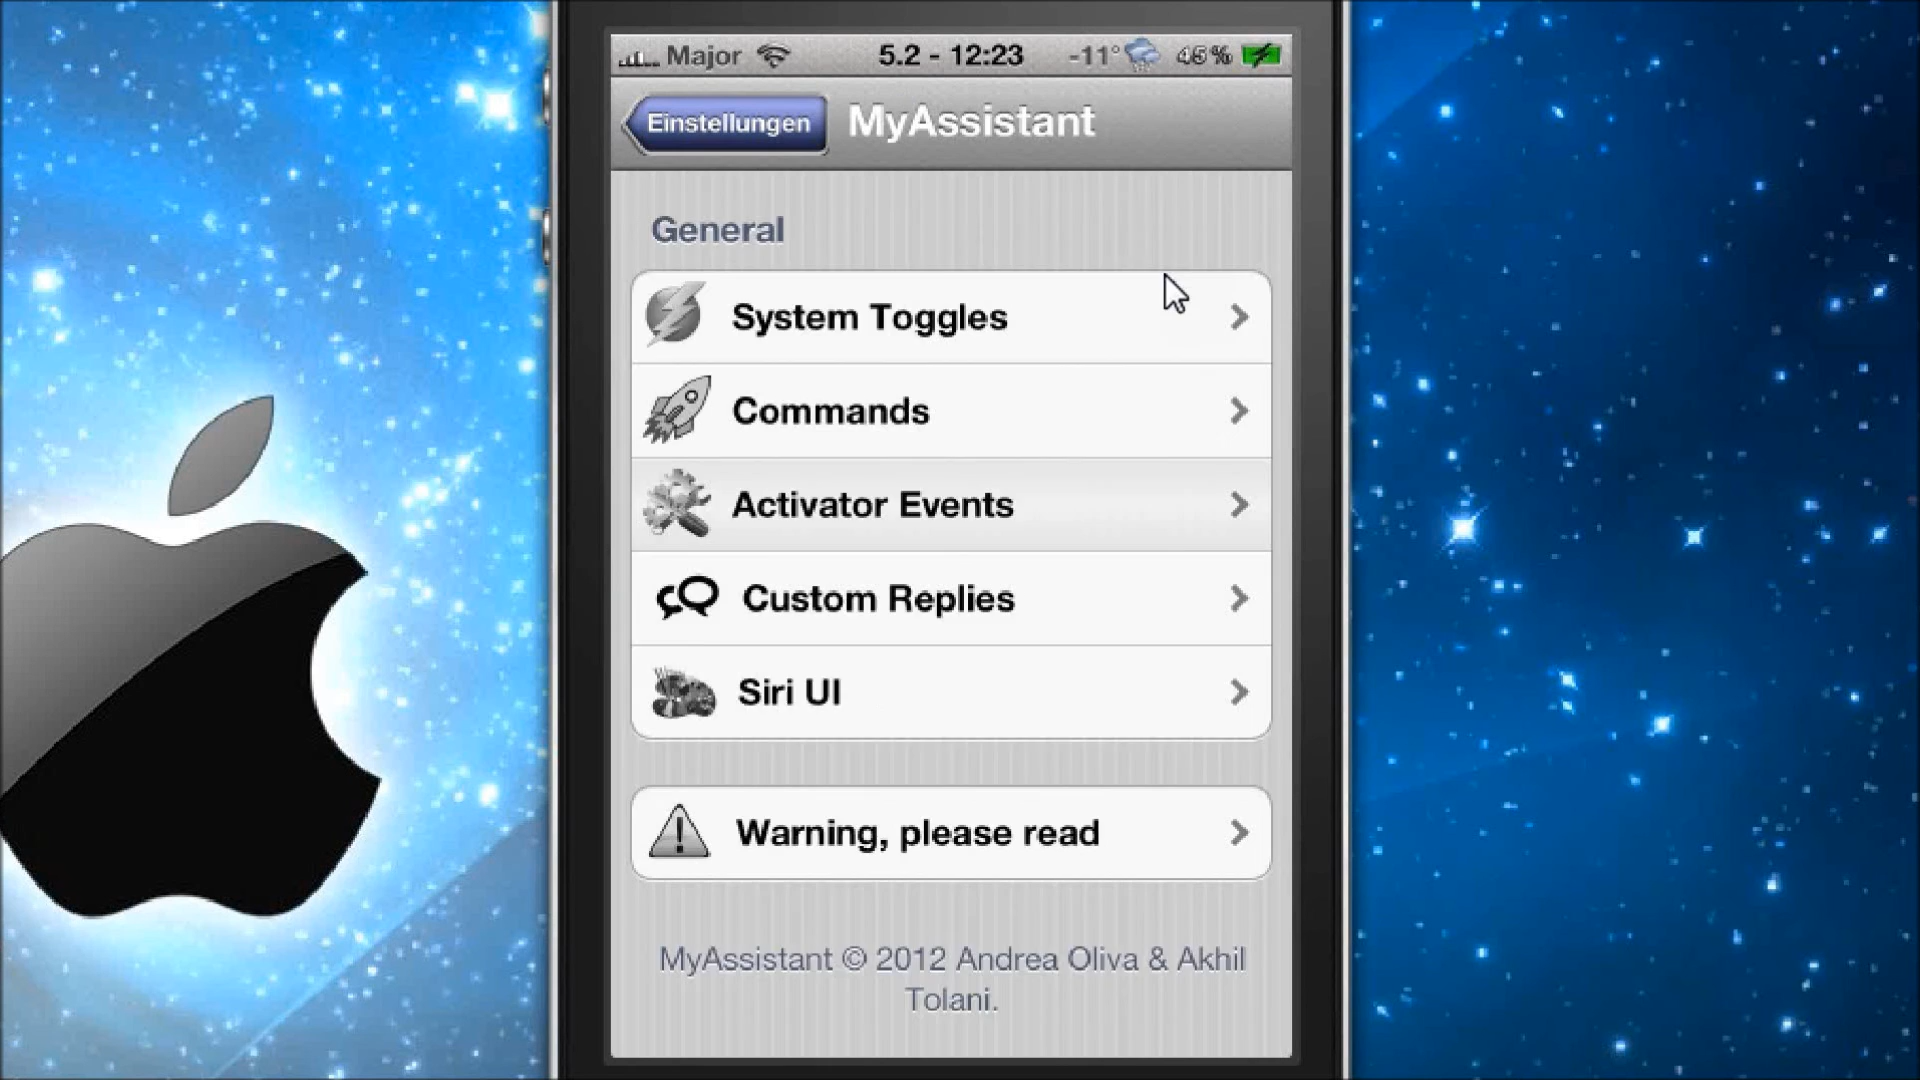 Major 5.2 - 12:23 -11° 46%
Einstellungen MyAssistant
General
System Toggles
Commands
Activator Events
Custom Replies
Siri UI
Warning, please read
MyAssistant © 2012 Andrea Oliva & Akhil
Tolani.